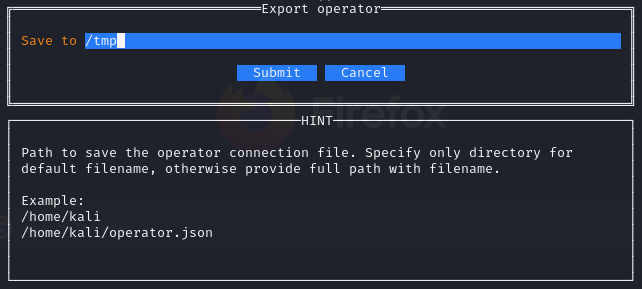 Export operator
Save to /tmp
Submit Cancel
Firefox
HINT
Path to save the operator connection file. Specify only directory for
default filename, otherwise provide full path with filename.
Example:
/home/kali
/home/kali/operator.json